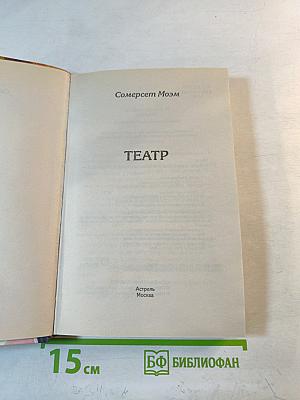 Сомерсет Моэм
ТЕАТР
Астрель
Москва
15 см
БФ БИБЛИОФАН